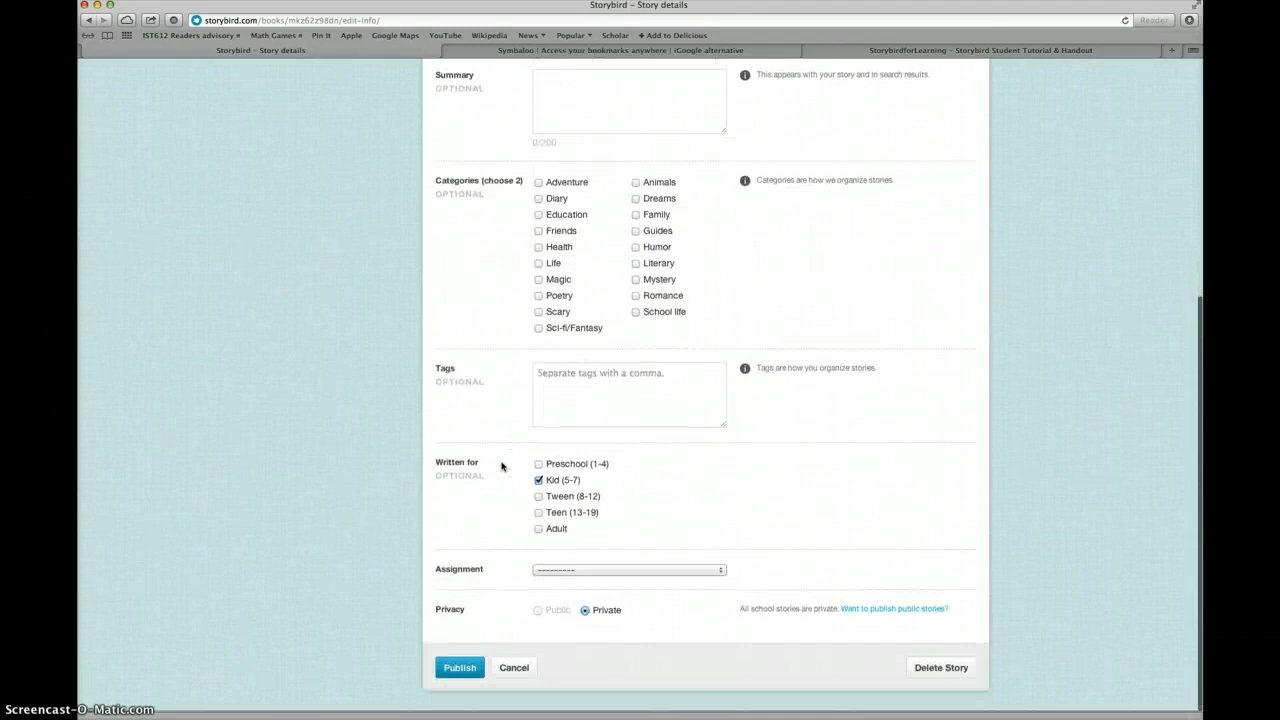 Storybird – Story details
storybird.com/books/mkz62z98dn/edit-info/
Reader
IST612 Readers advisory Math Games Pin It Apple Google Maps YouTube Wikipedia News Popular Scholar Add to Delicious
Storybird – Story details
Symbaloo | Access your bookmarks anywhere | iGoogle alternative
StorybirdforLearning – Storybird Student Tutorial & Handout
Summary
OPTIONAL
This appears with your story and in search results.
0/200
Categories (choose 2)
OPTIONAL
Categories are how we organize stories.
Adventure Animals
Diary Dreams
Education Family
Friends Guides
Health Humor
Life Literary
Magic Mystery
Poetry Romance
Scary School life
Sci-fi/Fantasy
Tags
OPTIONAL
Separate tags with a comma.
Tags are how you organize stories.
Written for
OPTIONAL
Preschool (1-4)
Kid (5-7)
Tween (8-12)
Teen (13-19)
Adult
Assignment
---------
Privacy
Public Private
All school stories are private. Want to publish public stories?
Publish Cancel Delete Story
Screencast-O-Matic.com